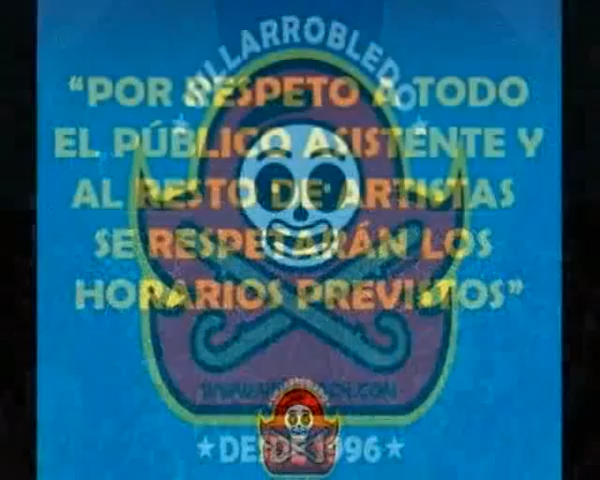 VILLARROBLEDO
“POR RESPETO A TODO
EL PÚBLICO ASISTENTE Y
AL RESTO DE ARTISTAS
SE RESPETARÁN LOS
HORARIOS PREVISTOS”
★DESDE 1996★